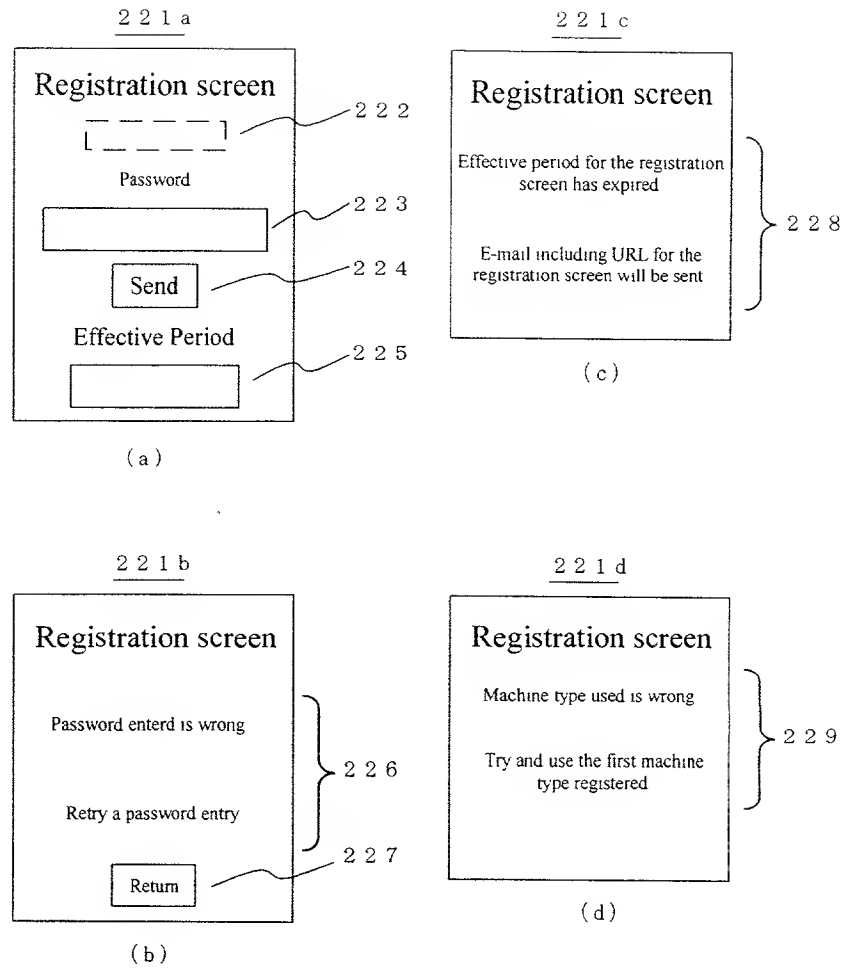 221a
Registration screen
222
Password
223
Send
224
Effective Period
225
(a)
221c
Registration screen
Effective period for the registration
screen has expired
E-mail including URL for the
registration screen will be sent
228
(c)
221b
Registration screen
Password enterd is wrong
Retry a password entry
226
Return
227
(b)
221d
Registration screen
Machine type used is wrong
Try and use the first machine
type registered
229
(d)